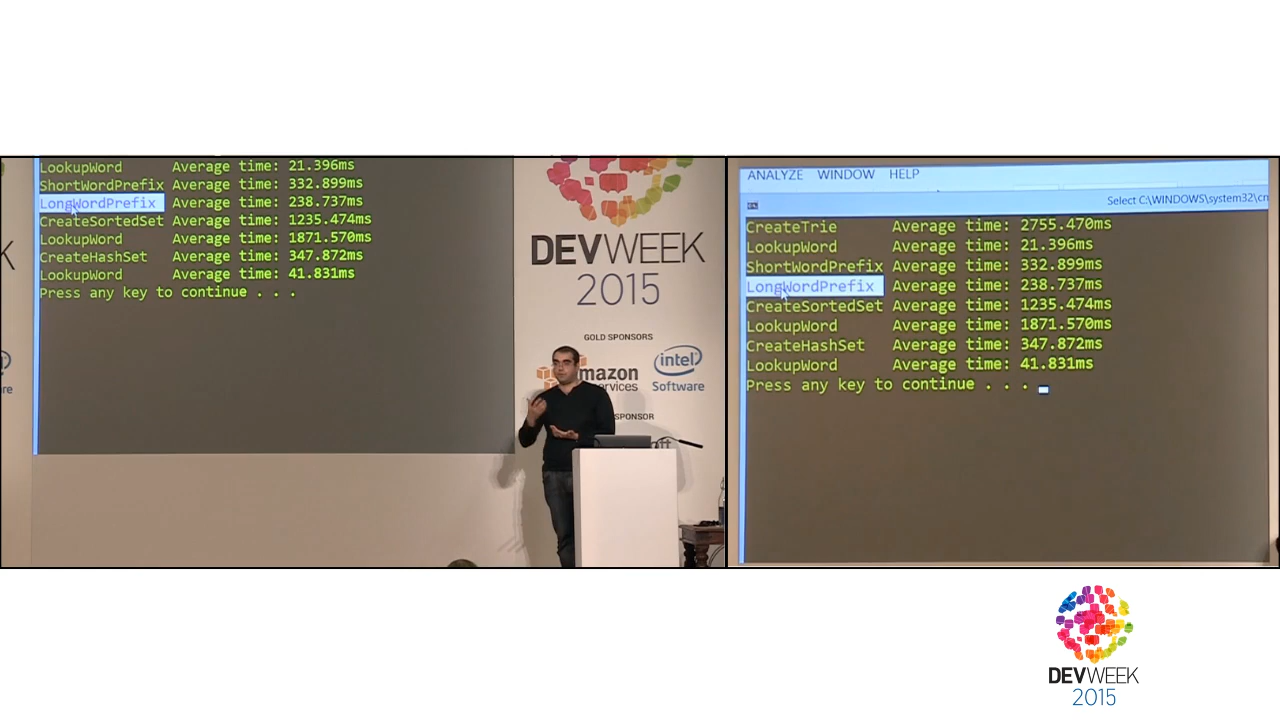 LookupWord Average time: 21.396ms
ShortWordPrefix Average time: 332.899ms
LongWordPrefix Average time: 238.737ms
CreateSortedSet Average time: 1235.474ms
LookupWord Average time: 1871.570ms
CreateHashSet Average time: 347.872ms
LookupWord Average time: 41.831ms
Press any key to continue . . .
DEVWEEK
2015
GOLD SPONSORS
intel
Software
SPONSOR
ANALYZE WINDOW HELP
Select C:\WINDOWS\system32\cm
CreateTrie Average time: 2755.470ms
LookupWord Average time: 21.396ms
ShortWordPrefix Average time: 332.899ms
LongWordPrefix Average time: 238.737ms
CreateSortedSet Average time: 1235.474ms
LookupWord Average time: 1871.570ms
CreateHashSet Average time: 347.872ms
LookupWord Average time: 41.831ms
Press any key to continue . . .
DEVWEEK
2015